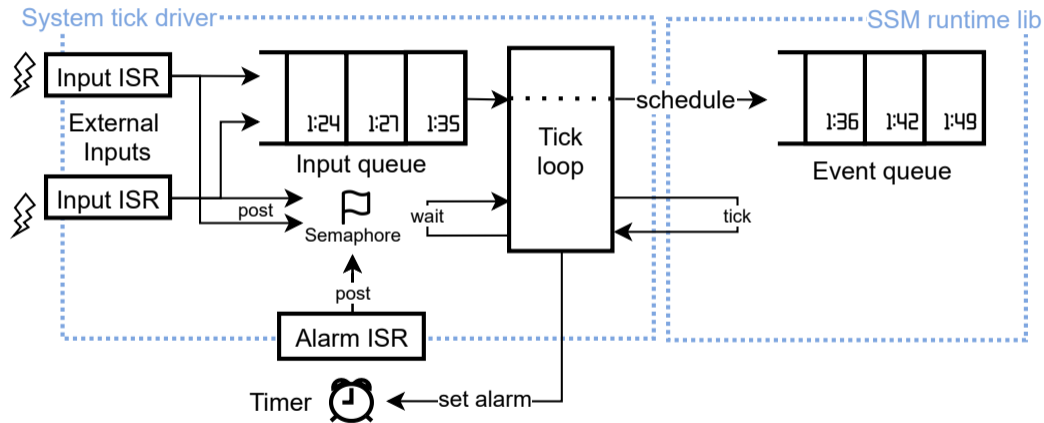 System tick driver
SSM runtime lib
Input ISR
External
Inputs
Input ISR
1:24 1:27 1:35
Input queue
post
Semaphore
wait
post
Alarm ISR
Timer
set alarm
Tick
loop
schedule
tick
1:36 1:42 1:49
Event queue